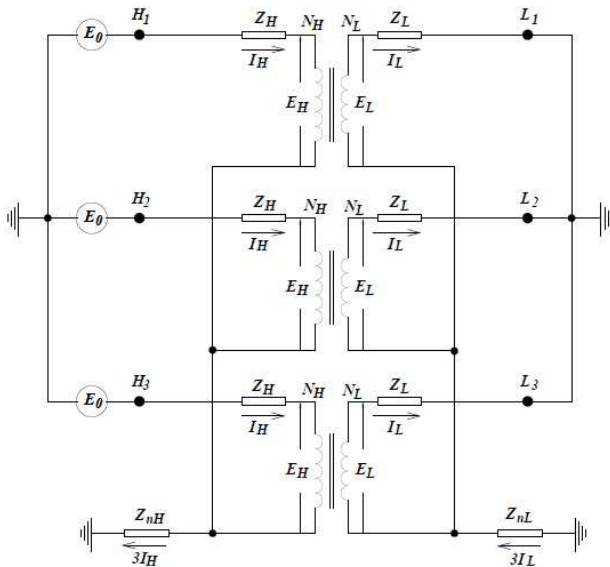 H1 ZH NH NL ZL L1
E0
IH IL
EH EL
H2 ZH NH NL ZL L2
E0
IH IL
EH EL
H3 ZH NH NL ZL L3
E0
IH IL
EH EL
ZnH ZnL
3IH 3IL